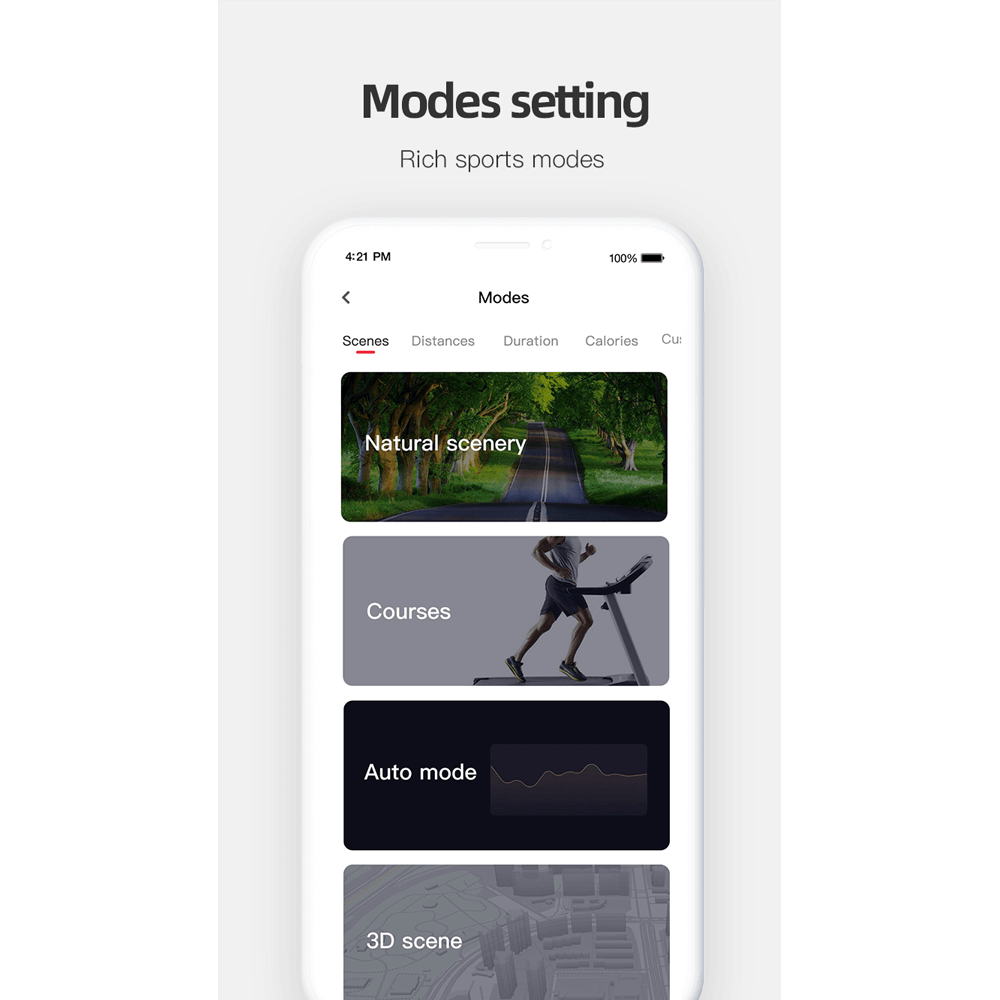 Modes setting
Rich sports modes
4:21 PM 100%
Modes
Scenes Distances Duration Calories Cus
Natural scenery
Courses
Auto mode
3D scene